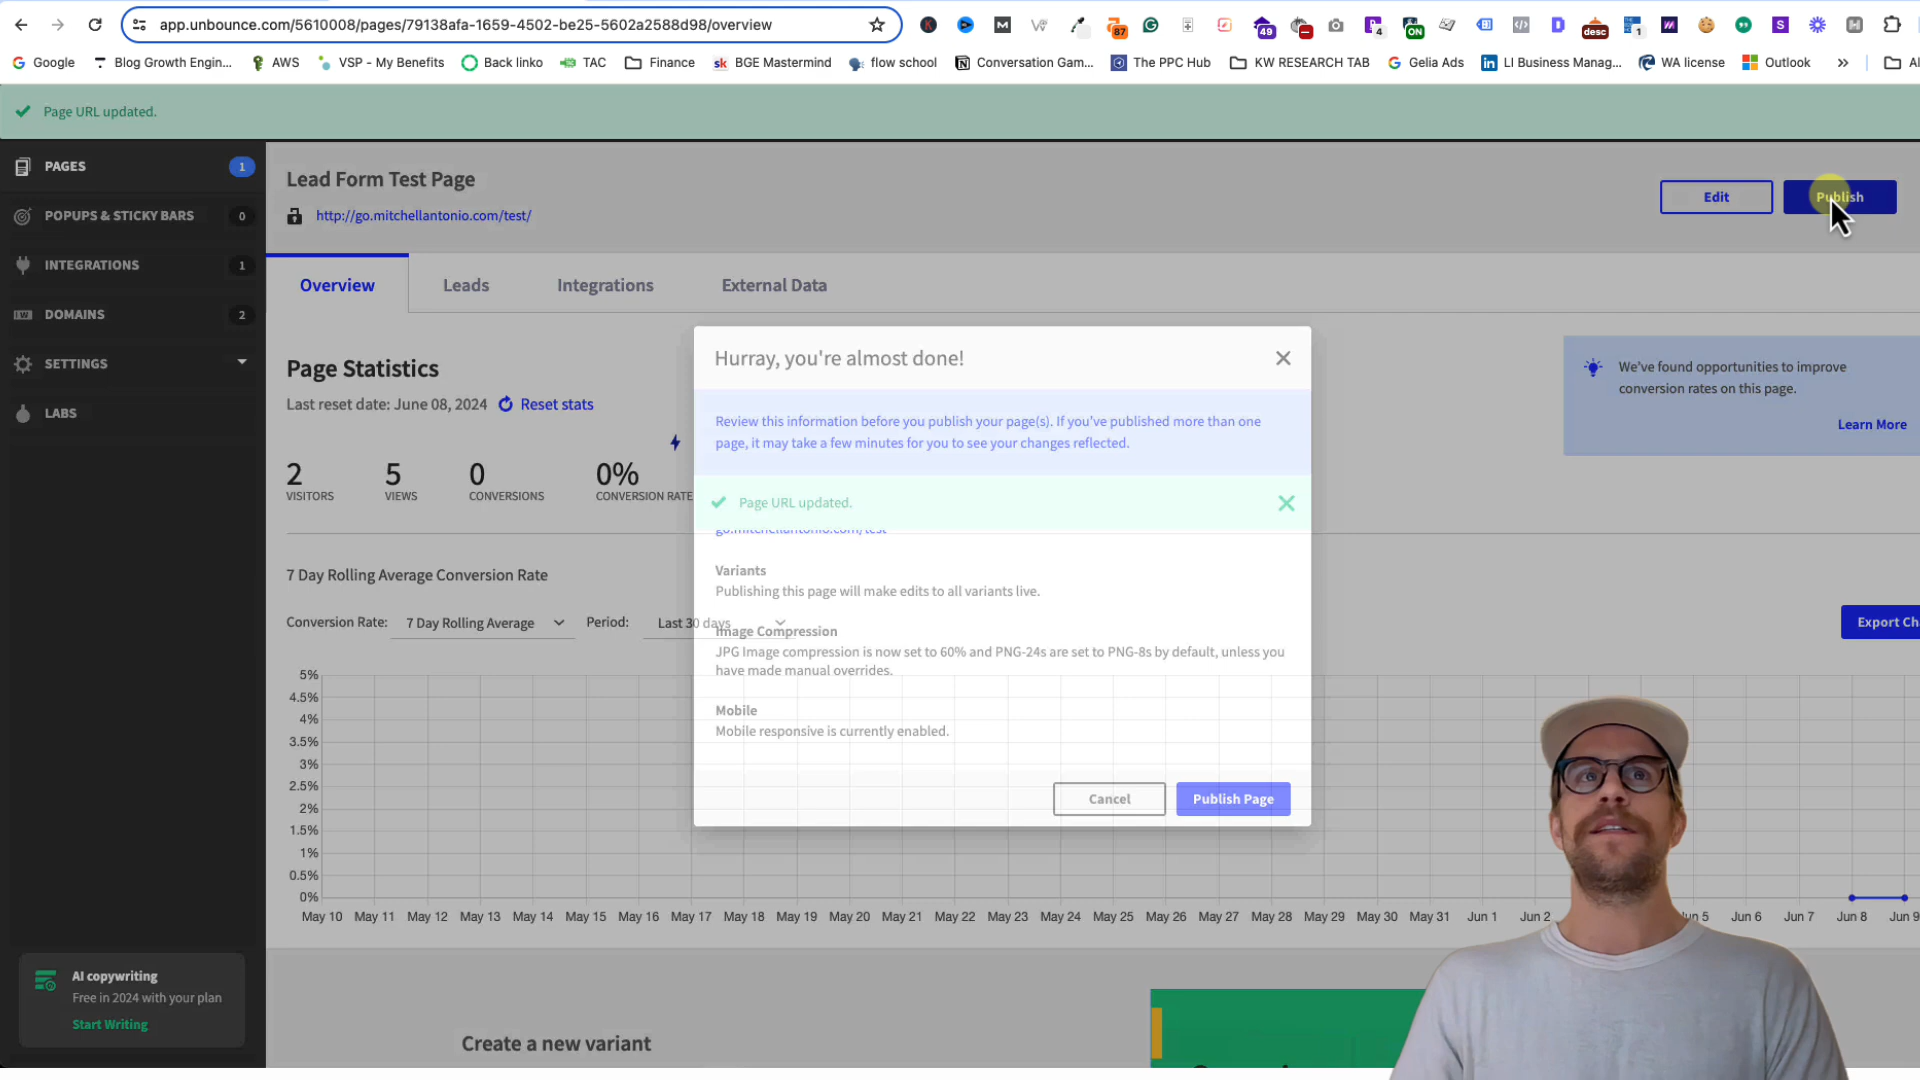 app.unbounce.com/5610008/pages/79138afa-1659-4502-be25-5602a2588d98/overview
87
49
4
ON
desc
1
Google
Blog Growth Engin...
AWS
VSP - My Benefits
Back linko
TAC
Finance
BGE Mastermind
flow school
Conversation Gam...
The PPC Hub
KW RESEARCH TAB
Gelia Ads
LI Business Manag...
WA license
Outlook
»
Page URL updated.
PAGES
1
POPUPS & STICKY BARS
0
INTEGRATIONS
1
DOMAINS
2
SETTINGS
LABS
AI copywriting
Free in 2024 with your plan
Start Writing
Lead Form Test Page
http://go.mitchellantonio.com/test/
Edit
Publish
Overview
Leads
Integrations
External Data
Page Statistics
Last reset date: June 08, 2024
Reset stats
2
VISITORS
5
VIEWS
0
CONVERSIONS
0%
CONVERSION RATE
We've found opportunities to improve
conversion rates on this page.
Learn More
Hurray, you're almost done!
Review this information before you publish your page(s). If you've published more than one
page, it may take a few minutes for you to see your changes reflected.
Page URL updated.
go.mitchellantonio.com/test
Variants
Publishing this page will make edits to all variants live.
Image Compression
JPG Image compression is now set to 60% and PNG-24s are set to PNG-8s by default, unless you
have made manual overrides.
Mobile
Mobile responsive is currently enabled.
Cancel
Publish Page
7 Day Rolling Average Conversion Rate
Conversion Rate:
7 Day Rolling Average
Period:
Last 30 days
Export Ch
5%
4.5%
4%
3.5%
3%
2.5%
2%
1.5%
1%
0.5%
0%
May 10 May 11 May 12 May 13 May 14 May 15 May 16 May 17 May 18 May 19 May 20 May 21 May 22 May 23 May 24 May 25 May 26 May 27 May 28 May 29 May 30 May 31 Jun 1 Jun 2 Jun 5 Jun 6 Jun 7 Jun 8 Jun 9
Create a new variant